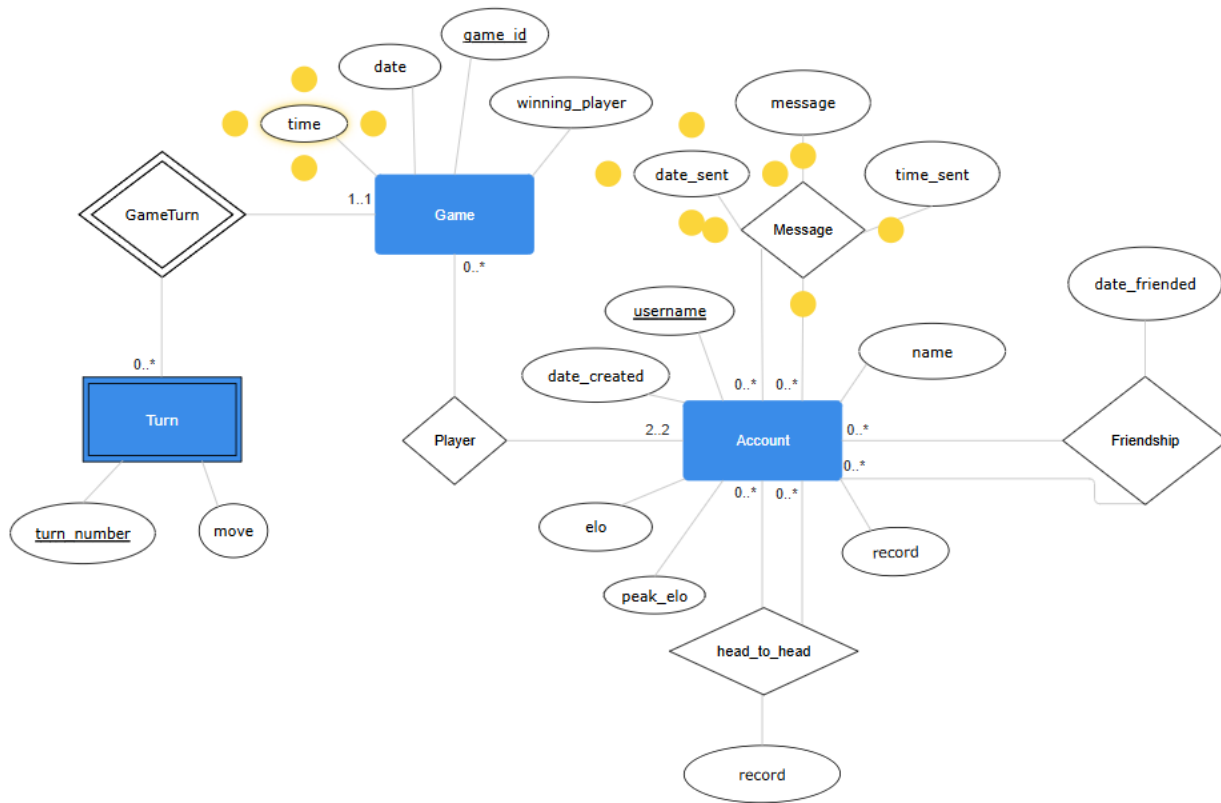 game_id
date
message
winning_player
time
date_sent
time_sent
1..1
GameTurn
Game
Message
0..*
date_friended
username
name
0..*
date_created
0..*
0..*
Turn
2..2
0..*
Player
Account
Friendship
0..*
0..*
0..*
turn_number
move
elo
record
peak_elo
head_to_head
record